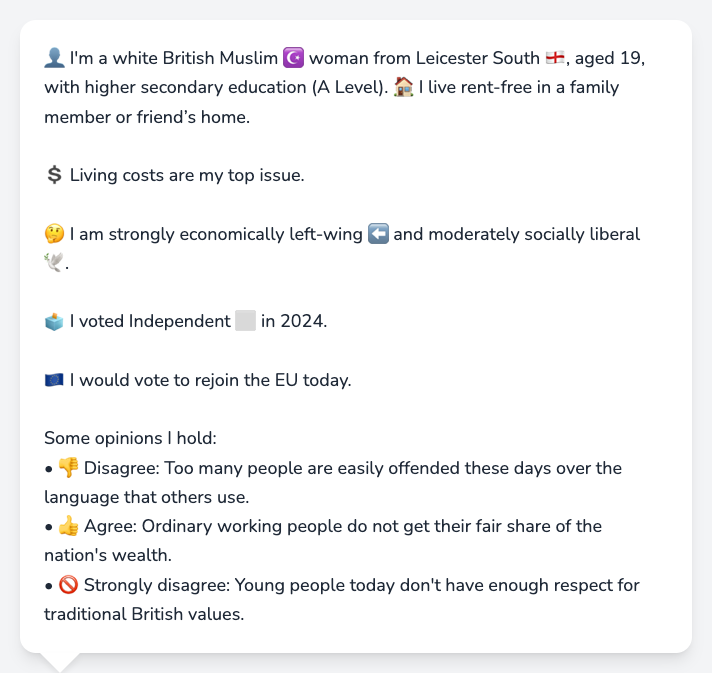 👤 I'm a white British Muslim ☪️ woman from Leicester South 🏴󠁧󠁢󠁥󠁮󠁧󠁿, aged 19,
with higher secondary education (A Level). 🏠 I live rent-free in a family
member or friend’s home.
💲 Living costs are my top issue.
🤔 I am strongly economically left-wing ⬅️ and moderately socially liberal
🕊️.
🗳️ I voted Independent ⬜ in 2024.
🇪🇺 I would vote to rejoin the EU today.
Some opinions I hold:
• 👎 Disagree: Too many people are easily offended these days over the
language that others use.
• 👍 Agree: Ordinary working people do not get their fair share of the
nation's wealth.
• 🚫 Strongly disagree: Young people today don't have enough respect for
traditional British values.